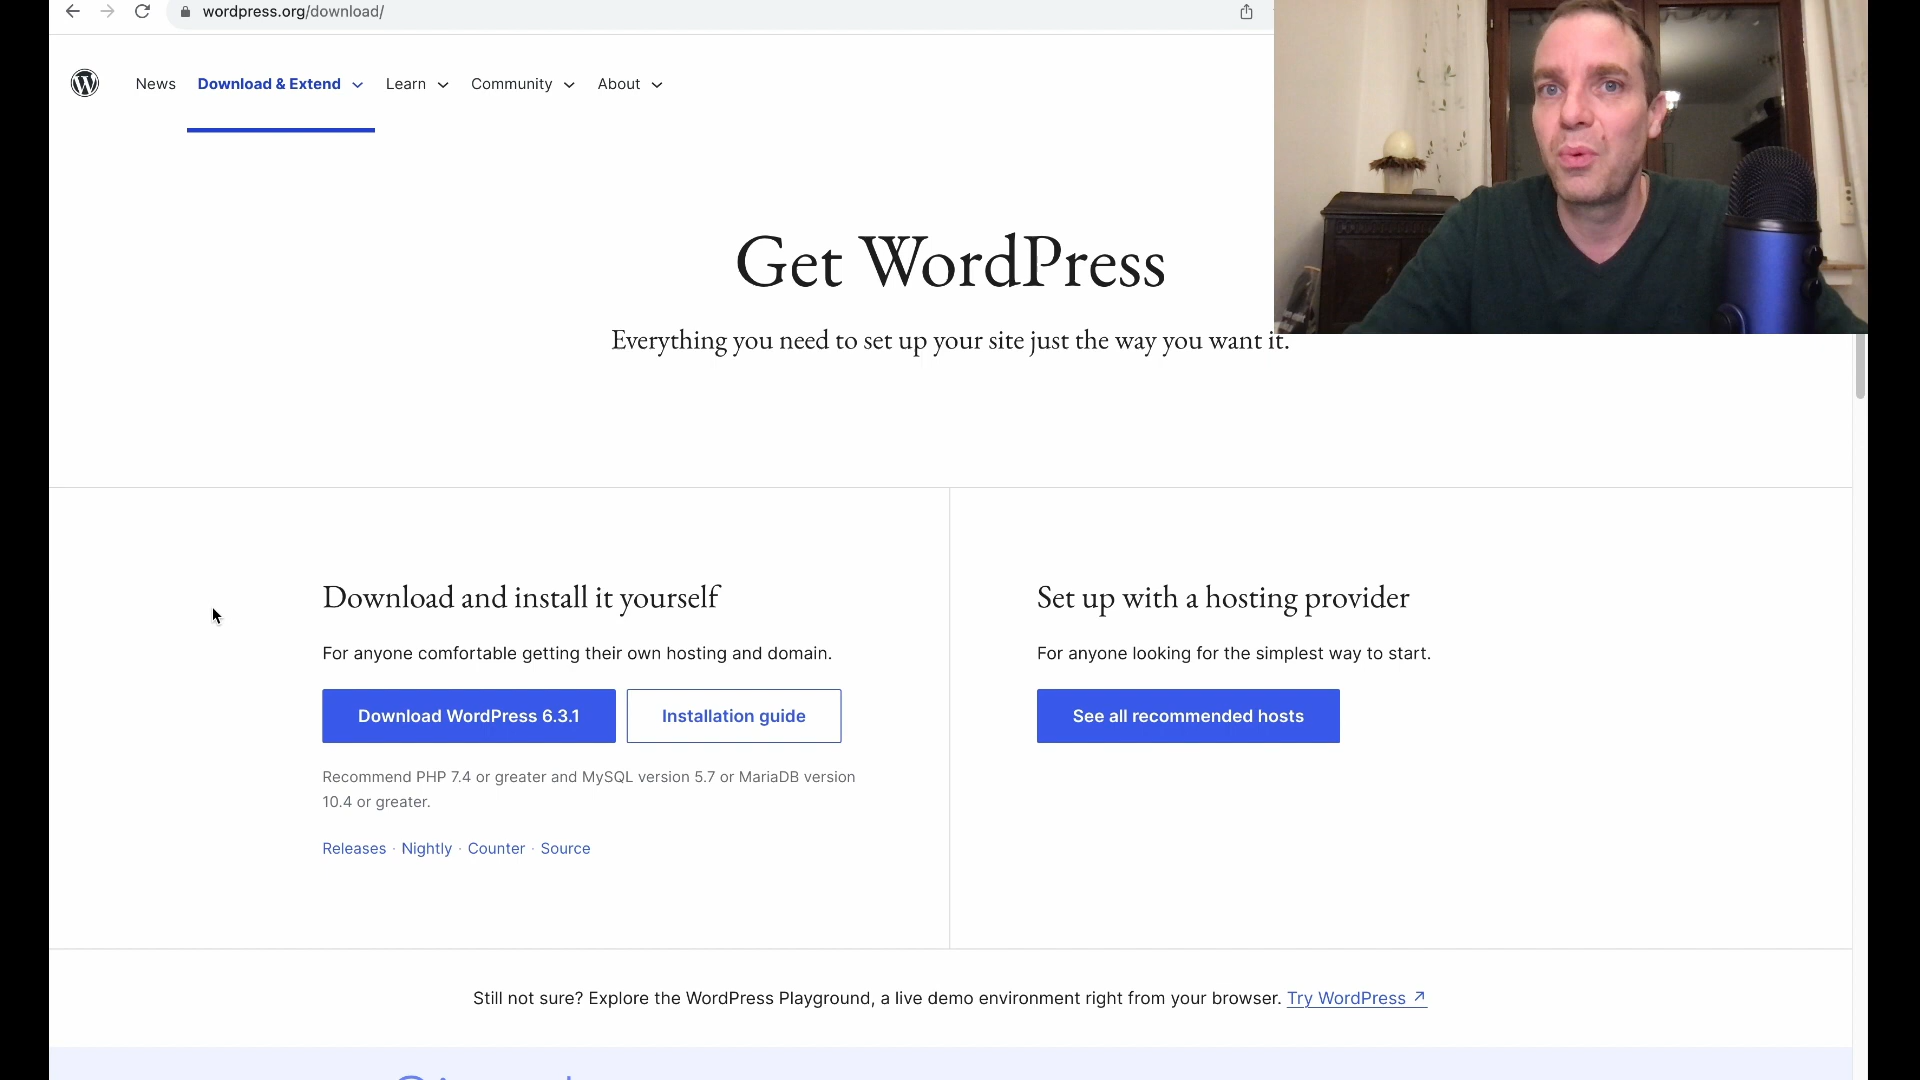 wordpress.org/download/
News Download & Extend Learn Community About
Get WordPress
Everything you need to set up your site just the way you want it.
Download and install it yourself
For anyone comfortable getting their own hosting and domain.
Download WordPress 6.3.1 Installation guide
Recommend PHP 7.4 or greater and MySQL version 5.7 or MariaDB version
10.4 or greater.
Releases · Nightly · Counter · Source
Set up with a hosting provider
For anyone looking for the simplest way to start.
See all recommended hosts
Still not sure? Explore the WordPress Playground, a live demo environment right from your browser. Try WordPress ↗